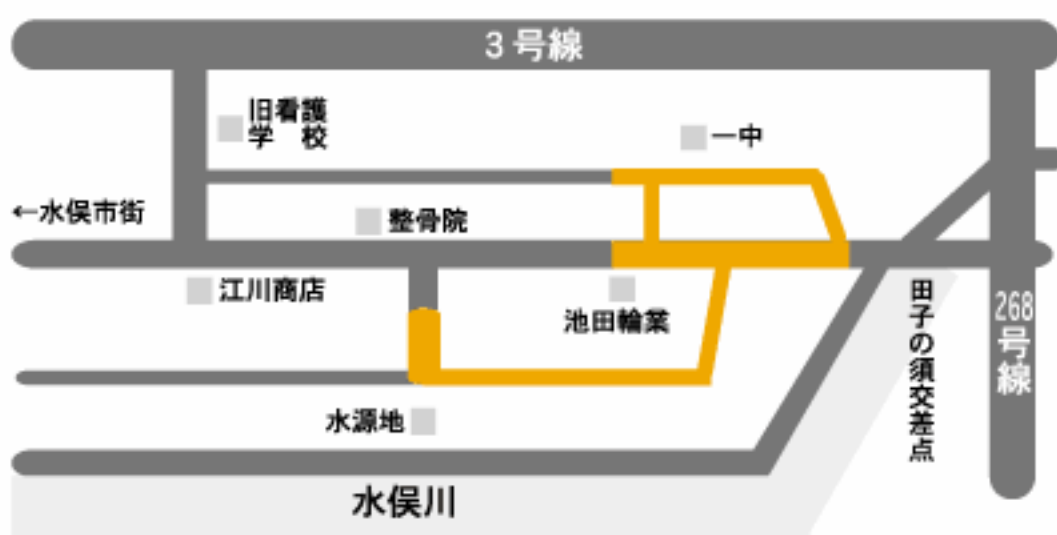 3号線
旧看護
学 校
一中
←水俣市街
整骨院
江川商店
池田輪業
田子の須交差点
268号線
水源地
水俣川